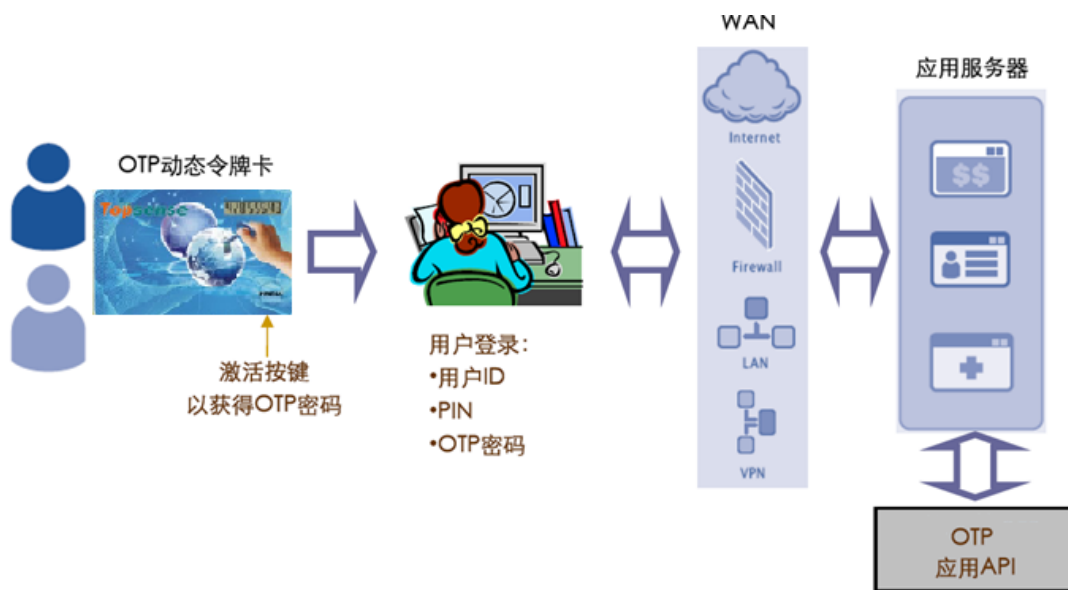 WAN
应用服务器
OTP动态令牌卡
Topsense
Internet
$$
Firewall
用户登录:
•用户ID
•PIN
•OTP密码
激活按键
以获得OTP密码
LAN
VPN
OTP
应用API